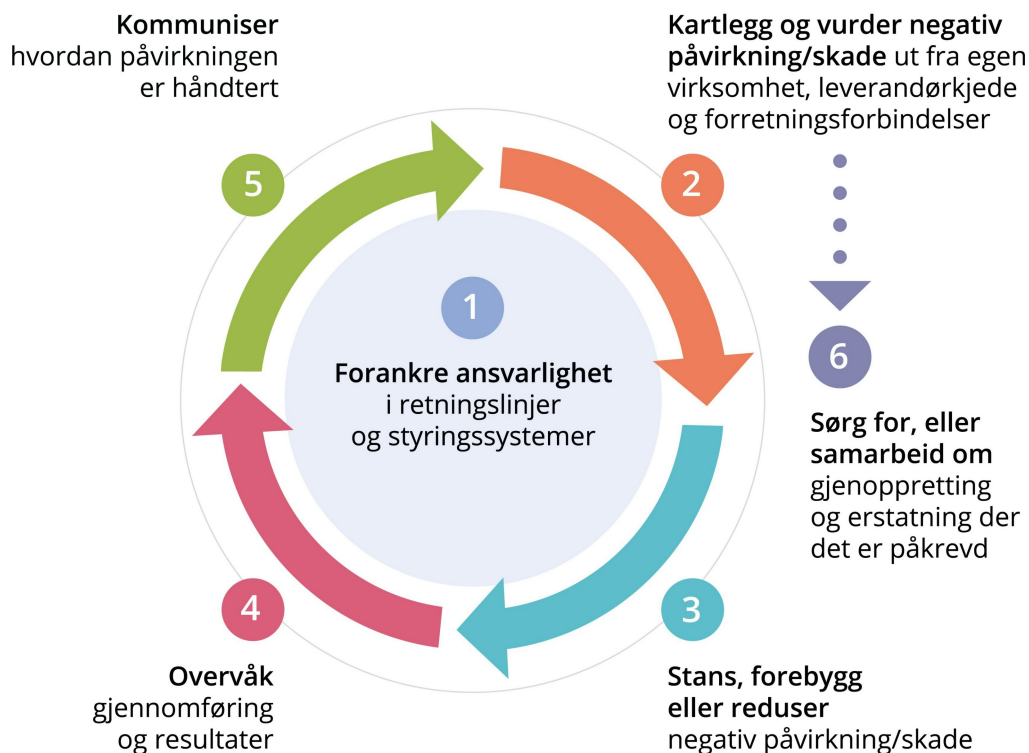 1
Forankre ansvarlighet
i retningslinjer
og styringssystemer
2
Kartlegg og vurder negativ
påvirkning/skade ut fra egen
virksomhet, leverandørkjede
og forretningsforbindelser
3
Stans, forebygg
eller reduser
negativ påvirkning/skade
4
Overvåk
gjennomføring
og resultater
5
Kommuniser
hvordan påvirkningen
er håndtert
6
Sørg for, eller
samarbeid om
gjenoppretting
og erstatning der
det er påkrevd